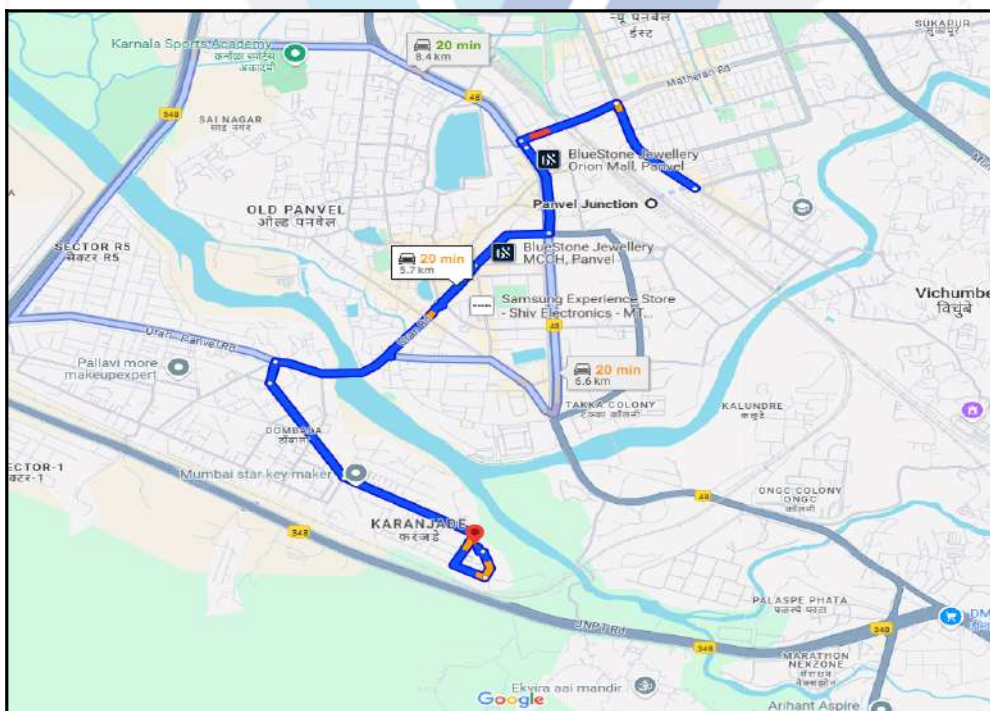 न्यू पनवेल
ईस्ट
SUKAPUR
सुकापूर
Karnala Sports Academy
कर्नाळा स्पोर्ट्स
अकादमी
20 min
8.4 km
Matheran Rd
48
348
SAI NAGAR
साइ नगर
BlueStone Jewellery
Orion Mall, Panvel
OLD PANVEL
ओल्ड पनवेल
Panvel Junction
SECTOR R5
सेक्टर R5
20 min
5.7 km
BlueStone Jewellery
MCCH, Panvel
Samsung Experience Store
- Shiv Electronics - MT...
Vichumbe
विचुंबे
Uran - Panvel Rd
48
Pallavi more
makeupexpert
20 min
6.6 km
TAKKA COLONY
टक्का कॉलनी
KALUNDRE
DOMBALA
ECTOR-1
क्टर-1
Mumbai star key maker
48
ONGC COLONY
ONGC
कॉलनी
KARANJADE
करंजडे
348
PALASPE PHATA
पळस्पे फाटा
DM
JNPT Rd
348
348
MARATHON
NEXZONE
Ekvira aai mandir
Google
Arihant Aspire